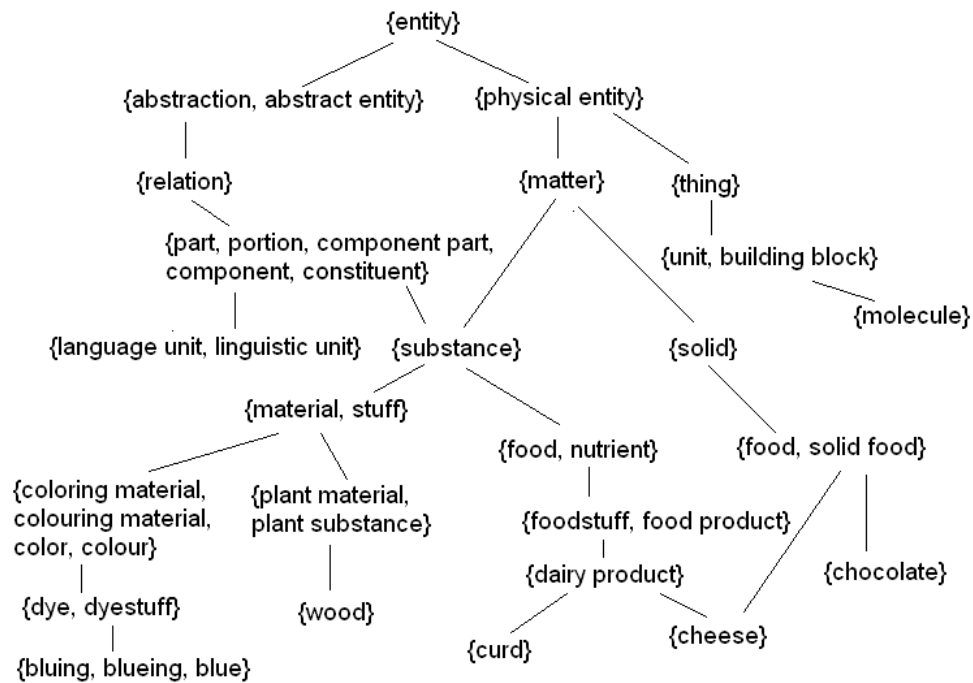 {entity}
{abstraction, abstract entity}
{physical entity}
{relation}
{matter}
{thing}
{part, portion, component part,
component, constituent}
{unit, building block}
{molecule}
{language unit, linguistic unit}
{substance}
{solid}
{material, stuff}
{food, nutrient}
{food, solid food}
{coloring material,
colouring material,
color, colour}
{plant material,
plant substance}
{foodstuff, food product}
{dairy product}
{chocolate}
{dye, dyestuff}
{wood}
{curd}
{cheese}
{bluing, blueing, blue}